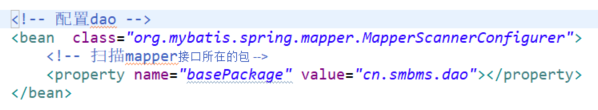 <!-- 配置dao -->
<bean  class="org.mybatis.spring.mapper.MapperScannerConfigurer">
<!-- 扫描mapper接口所在的包 -->
<property name="basePackage" value="cn.smbms.dao"></property>
</bean>